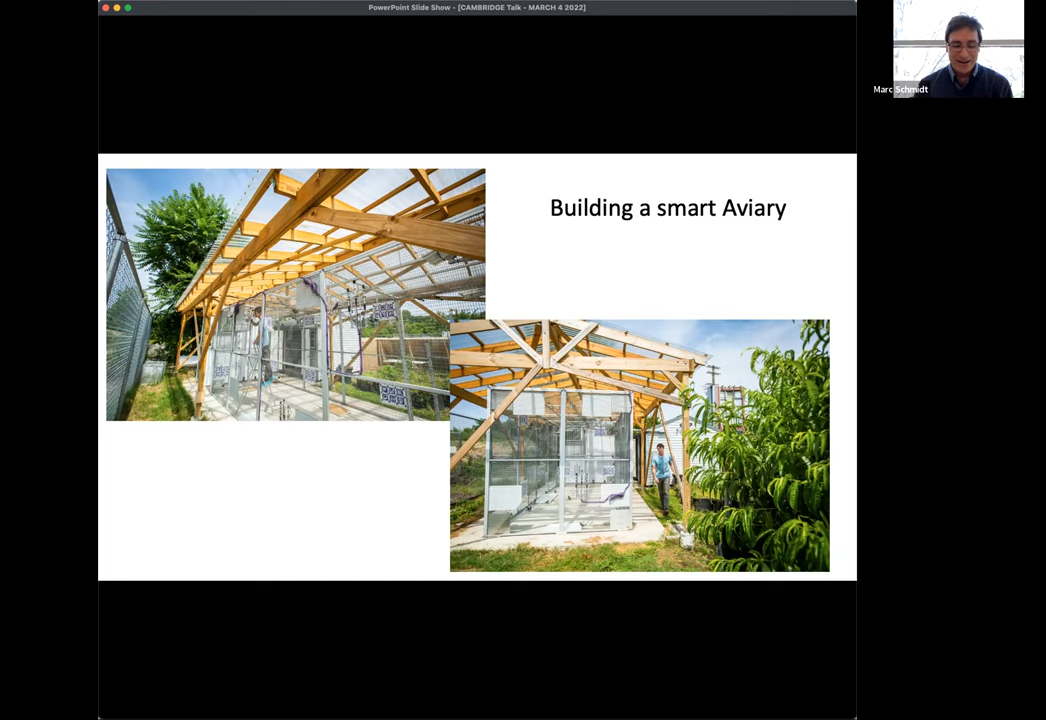 PowerPoint Slide Show - [CAMBRIDGE Talk - MARCH 4 2022]
Marc Schmidt
Building a smart Aviary